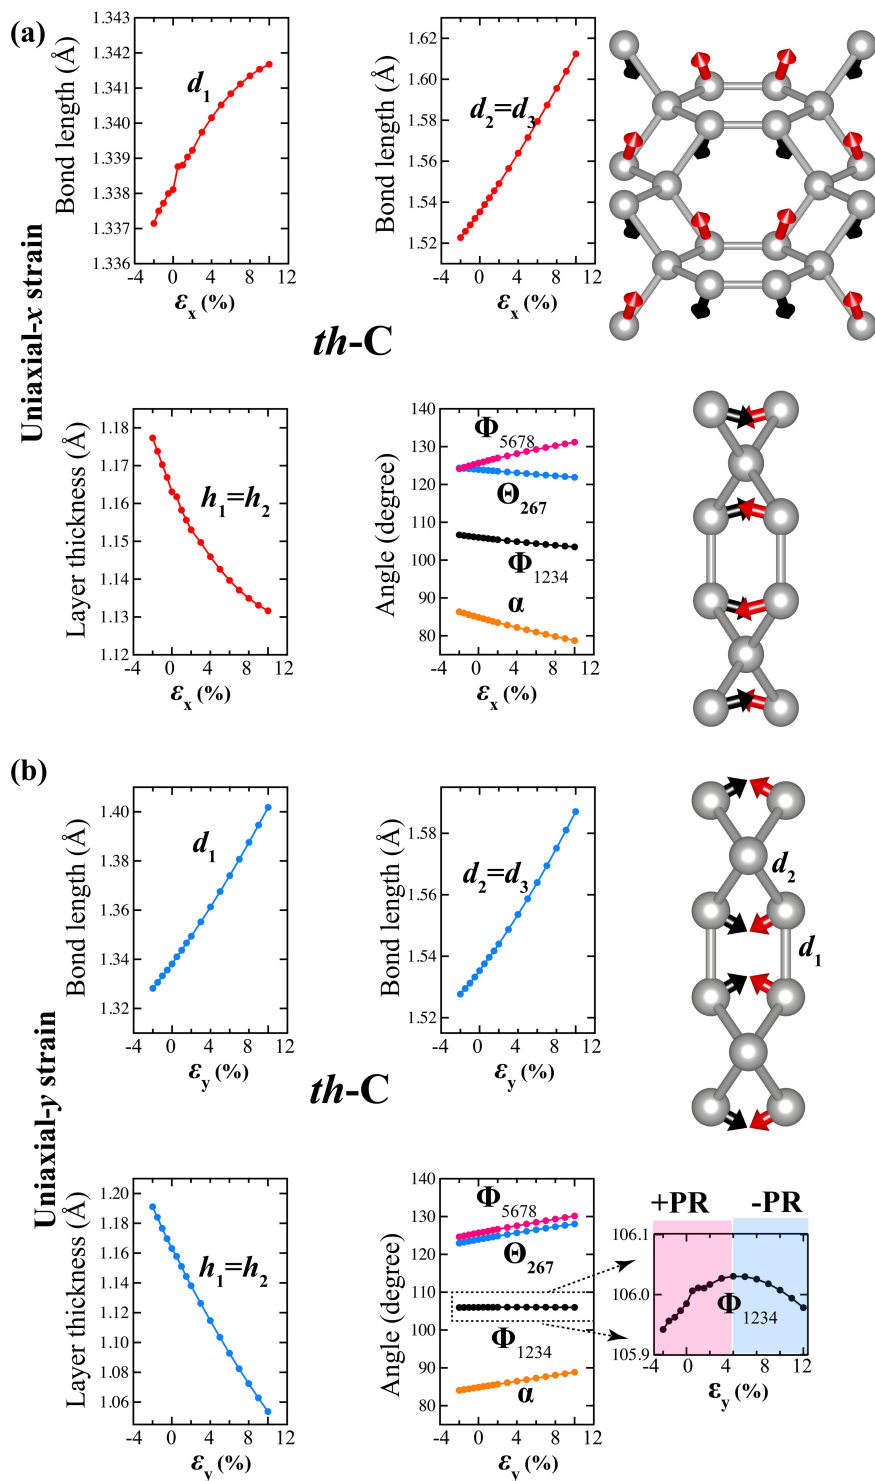 (a)
Uniaxial-x strain
Bond length (Å)
1.343
1.342
1.341
1.340
1.339
1.338
1.337
1.336
d1
-4 0 4 8 12
εx (%)
Bond length (Å)
1.62
1.60
1.58
1.56
1.54
1.52
d2=d3
-4 0 4 8 12
εx (%)
th-C
Layer thickness (Å)
1.18
1.17
1.16
1.15
1.14
1.13
1.12
h1=h2
-4 0 4 8 12
εx (%)
Angle (degree)
140
130
120
110
100
90
80
Φ5678
Θ267
Φ1234
α
-4 0 4 8 12
εx (%)
(b)
Uniaxial-y strain
Bond length (Å)
1.40
1.38
1.36
1.34
1.32
d1
-4 0 4 8 12
εy (%)
Bond length (Å)
1.58
1.56
1.54
1.52
d2=d3
-4 0 4 8 12
εy (%)
d2
d1
th-C
Layer thickness (Å)
1.20
1.18
1.16
1.14
1.12
1.10
1.08
1.06
h1=h2
-4 0 4 8 12
εy (%)
Angle (degree)
140
130
120
110
100
90
80
Φ5678
Θ267
Φ1234
α
-4 0 4 8 12
εy (%)
+PR -PR
106.1
106.0
105.9
Φ1234
-4 0 4 8 12
εy (%)